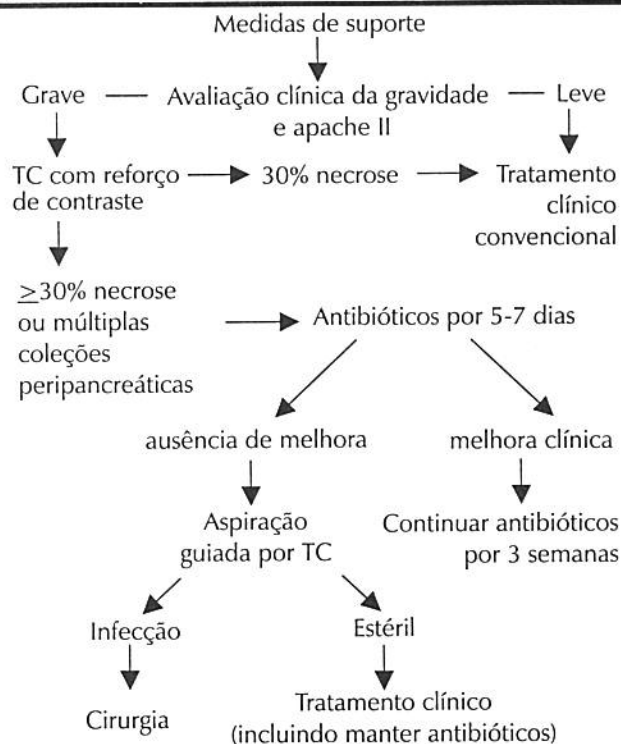 Medidas de suporte
Grave
Avaliação clínica da gravidade
e apache II
Leve
TC com reforço
de contraste
30% necrose
Tratamento
clínico
convencional
≥30% necrose
ou múltiplas
coleções
peripancreáticas
Antibióticos por 5-7 dias
ausência de melhora
melhora clínica
Aspiração
guiada por TC
Continuar antibióticos
por 3 semanas
Infecção
Estéril
Cirurgia
Tratamento clínico
(incluindo manter antibióticos)